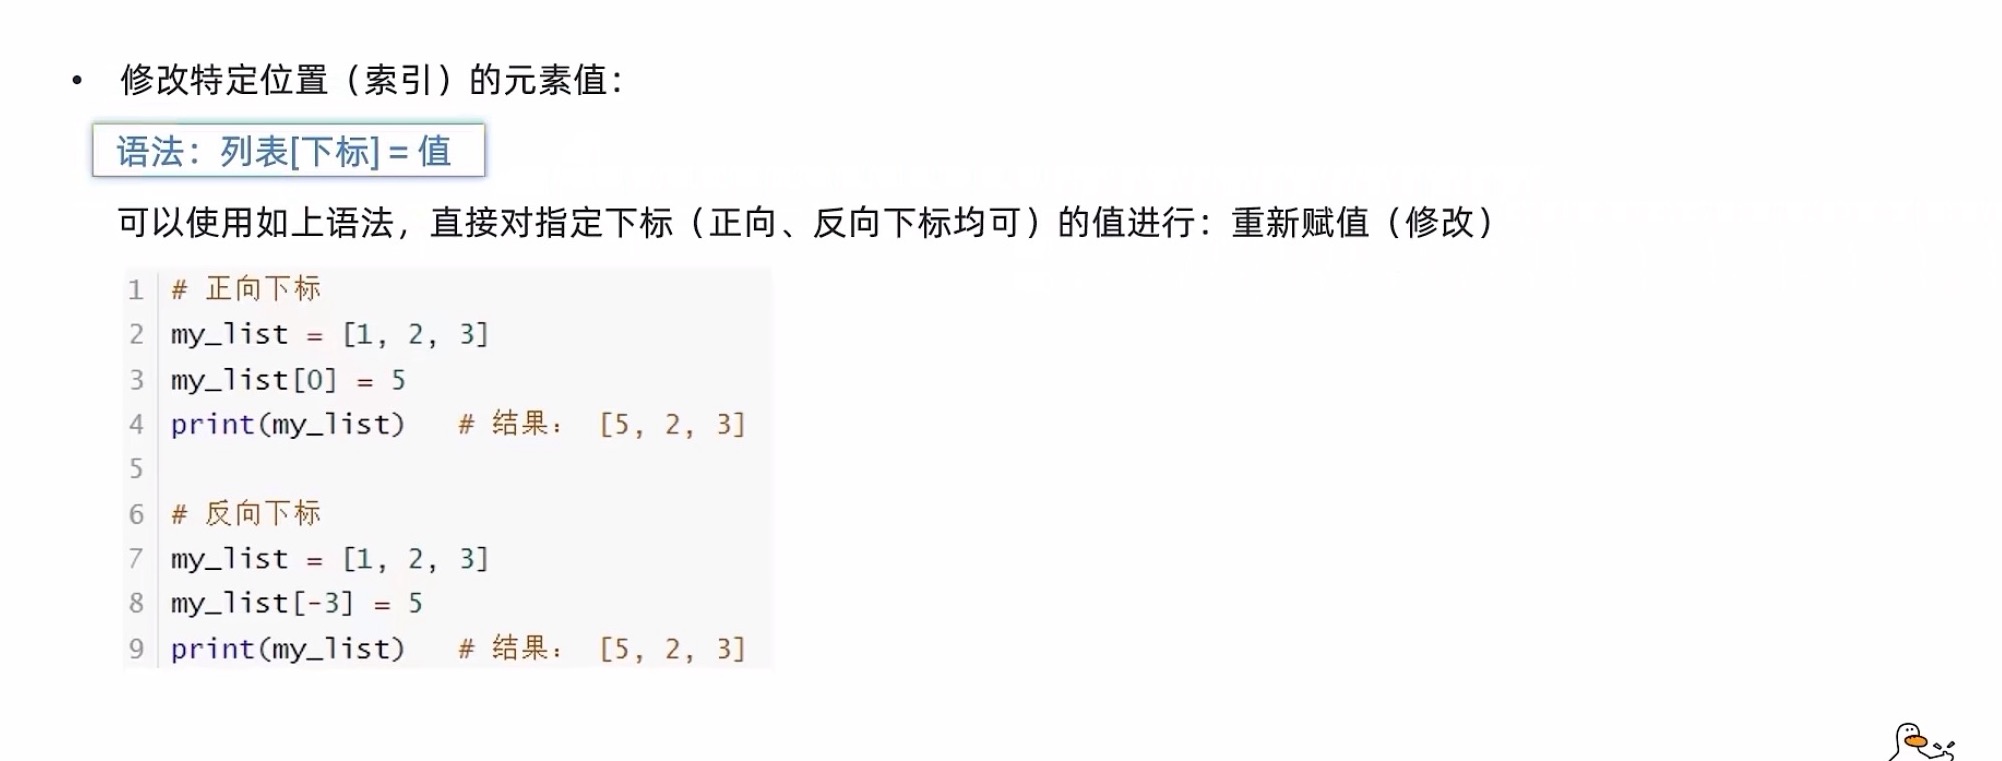 • 修改特定位置（索引）的元素值：
语法：列表[下标] = 值
可以使用如上语法，直接对指定下标（正向、反向下标均可）的值进行：重新赋值（修改）
1 # 正向下标
2 my_list = [1, 2, 3]
3 my_list[0] = 5
4 print(my_list)   # 结果： [5, 2, 3]
5
6 # 反向下标
7 my_list = [1, 2, 3]
8 my_list[-3] = 5
9 print(my_list)   # 结果： [5, 2, 3]